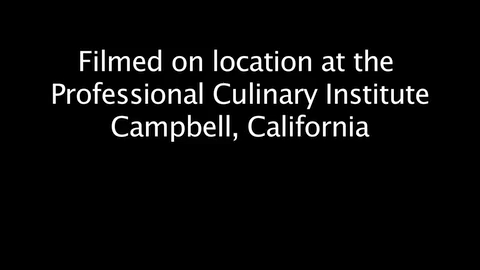 Filmed on location at the
Professional Culinary Institute
Campbell, California